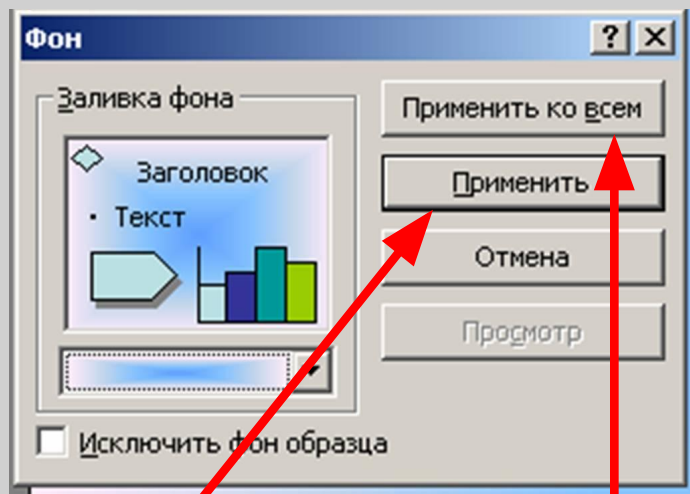 Фон
Заливка фона
Заголовок
· Текст
Применить ко всем
Применить
Отмена
Просмотр
Исключить фон образца